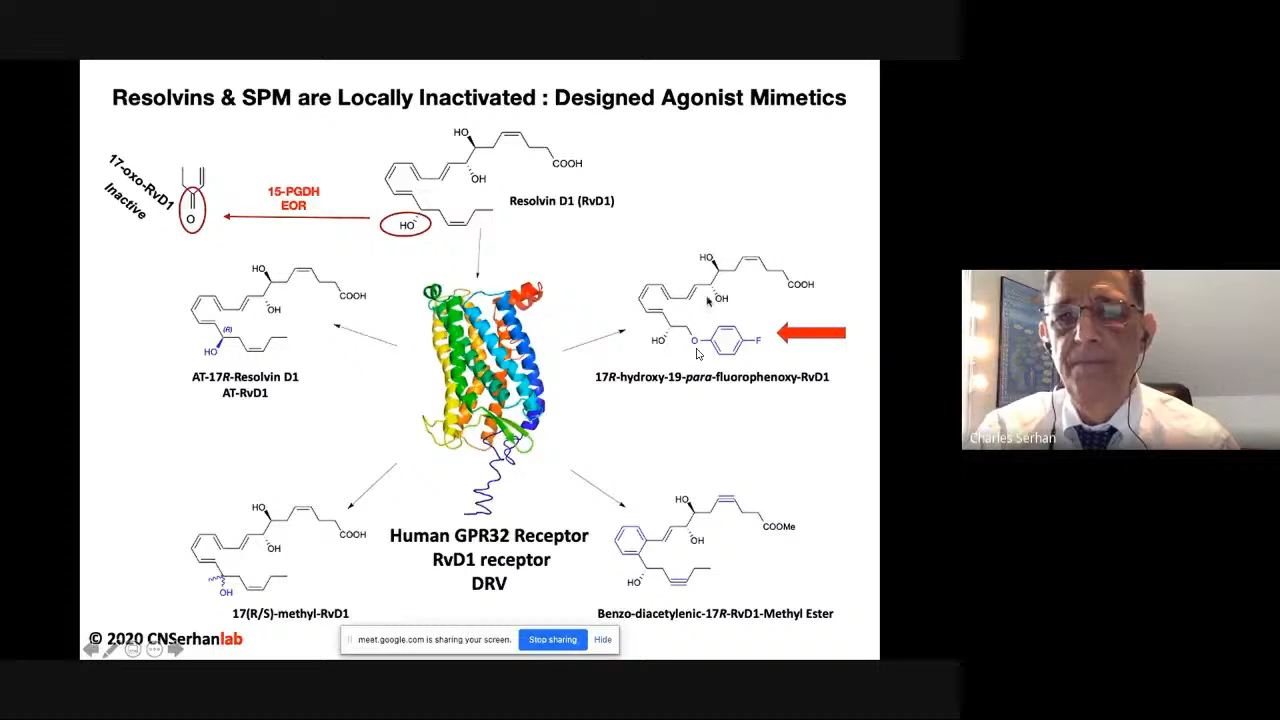 Resolvins & SPM are Locally Inactivated : Designed Agonist Mimetics
HO
COOH
OH
HO
Resolvin D1 (RvD1)
15-PGDH
EOR
17-oxo-RvD1
Inactive
O
HO
COOH
OH
(R)
HO
AT-17R-Resolvin D1
AT-RvD1
HO
COOH
OH
HO
O
F
17R-hydroxy-19-para-fluorophenoxy-RvD1
HO
COOH
OH
OH
17(R/S)-methyl-RvD1
Human GPR32 Receptor
RvD1 receptor
DRV
HO
COOMe
OH
HO
Benzo-diacetylenic-17R-RvD1-Methyl Ester
© 2020 CNSerhanlab
meet.google.com is sharing your screen.
Stop sharing
Hide
Charles Serhan